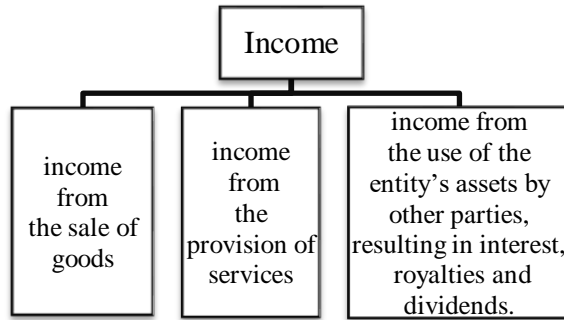 Income
income
from
the sale of
goods
income
from
the
provision of
services
income from
the use of the
entity’s assets by
other parties,
resulting in interest,
royalties and
dividends.